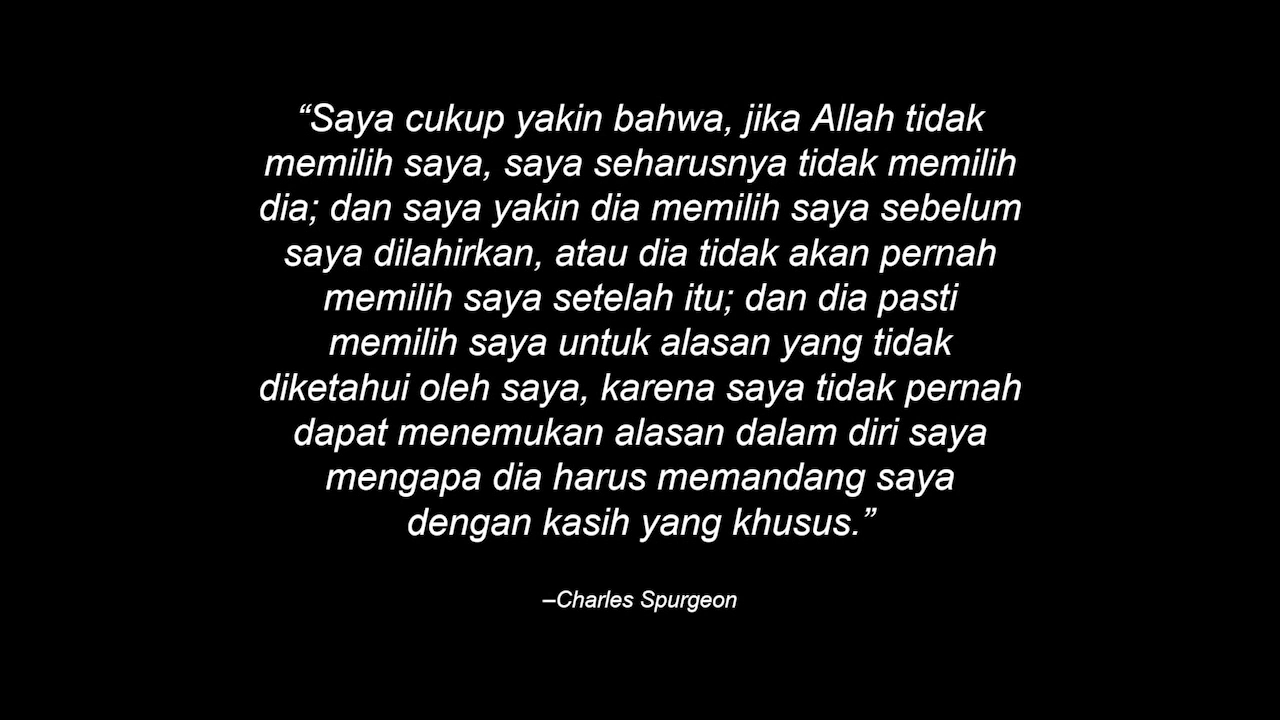 “Saya cukup yakin bahwa, jika Allah tidak
memilih saya, saya seharusnya tidak memilih
dia; dan saya yakin dia memilih saya sebelum
saya dilahirkan, atau dia tidak akan pernah
memilih saya setelah itu; dan dia pasti
memilih saya untuk alasan yang tidak
diketahui oleh saya, karena saya tidak pernah
dapat menemukan alasan dalam diri saya
mengapa dia harus memandang saya
dengan kasih yang khusus.”
–Charles Spurgeon